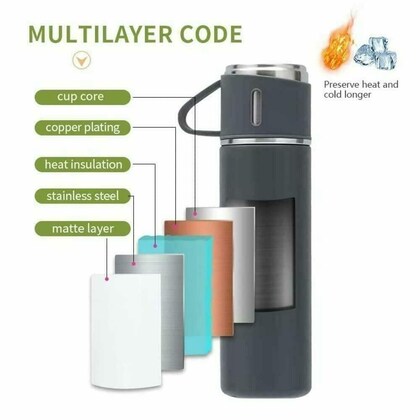 MULTILAYER CODE
Preserve heat and
cold longer
cup core
copper plating
heat insulation
stainless steel
matte layer